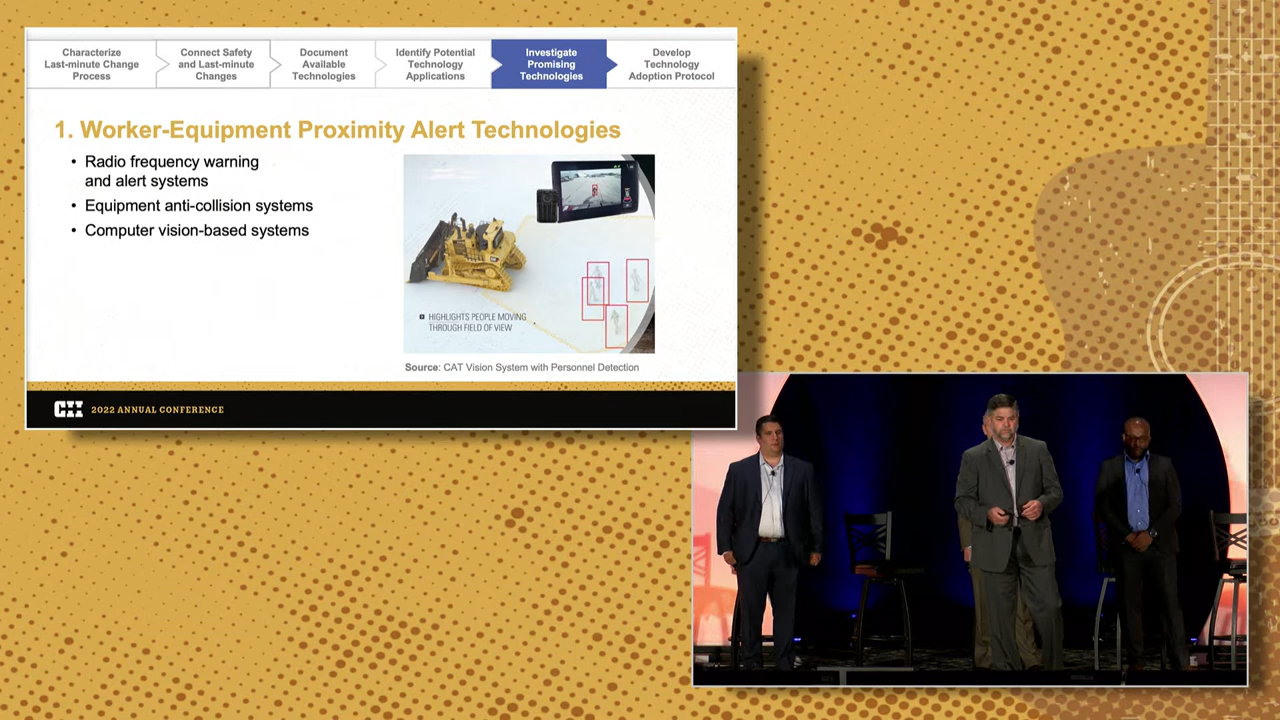 Characterize
Last-minute Change
Process
Connect Safety
and Last-minute
Changes
Document
Available
Technologies
Identify Potential
Technology
Applications
Investigate
Promising
Technologies
Develop
Technology
Adoption Protocol
1. Worker-Equipment Proximity Alert Technologies
• Radio frequency warning
and alert systems
• Equipment anti-collision systems
• Computer vision-based systems
HIGHLIGHTS PEOPLE MOVING
THROUGH FIELD OF VIEW
Source: CAT Vision System with Personnel Detection
CII 2022 ANNUAL CONFERENCE